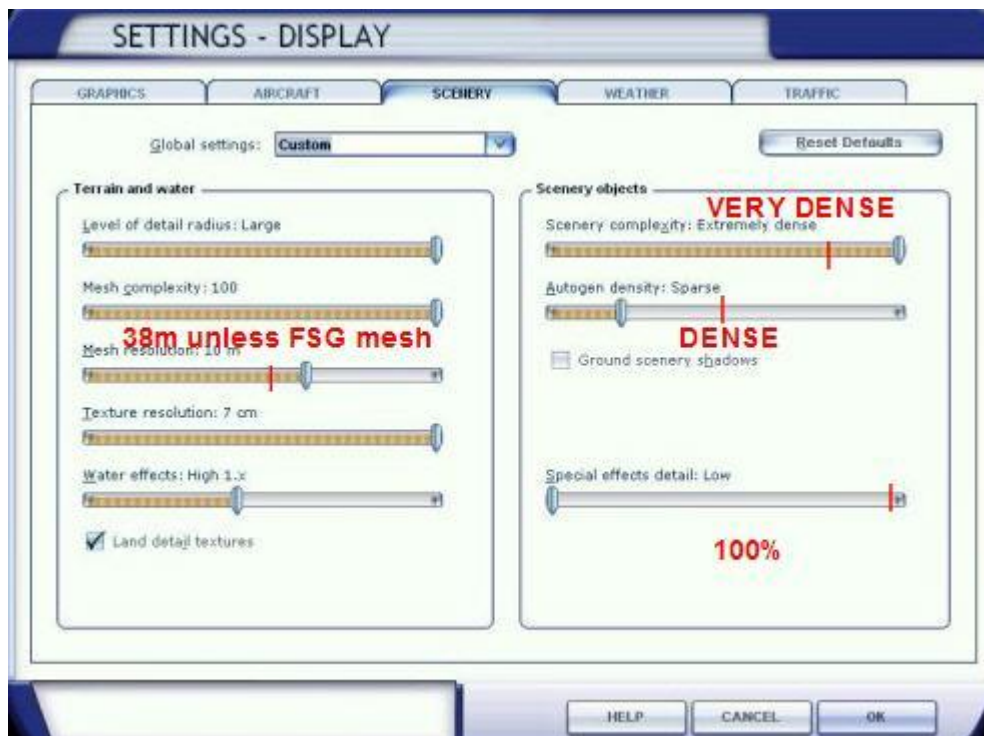 SETTINGS - DISPLAY
GRAPHICS AIRCRAFT SCENERY WEATHER TRAFFIC
Global settings: Custom Reset Defaults
Terrain and water
Level of detail radius: Large
Mesh complexity: 100
38m unless FSG mesh
Mesh resolution: 10 m
Texture resolution: 7 cm
Water effects: High 1.x
Land detail textures
Scenery objects
VERY DENSE
Scenery complexity: Extremely dense
Autogen density: Sparse
DENSE
Ground scenery shadows
Special effects detail: Low
100%
HELP CANCEL OK